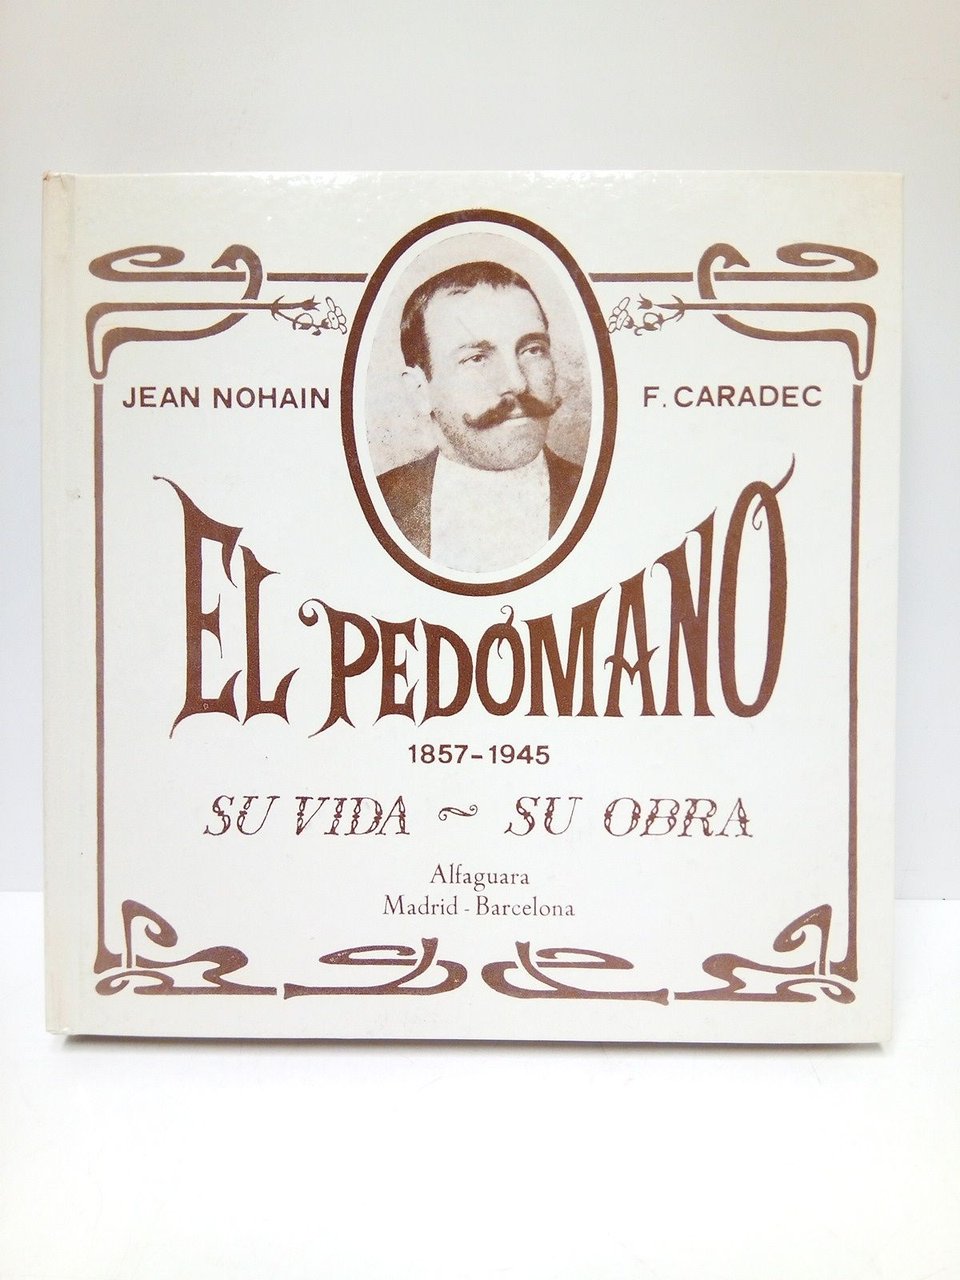 JEAN NOHAIN
F. CARADEC
EL PEDÓMANO
1857-1945
SU VIDA ~ SU OBRA
Alfaguara
Madrid - Barcelona